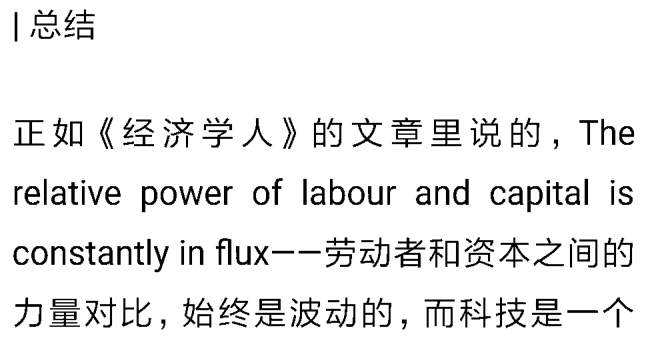 | 总结
正如《经济学人》的文章里说的，The
relative power of labour and capital is
constantly in flux——劳动者和资本之间的
力量对比，始终是波动的，而科技是一个